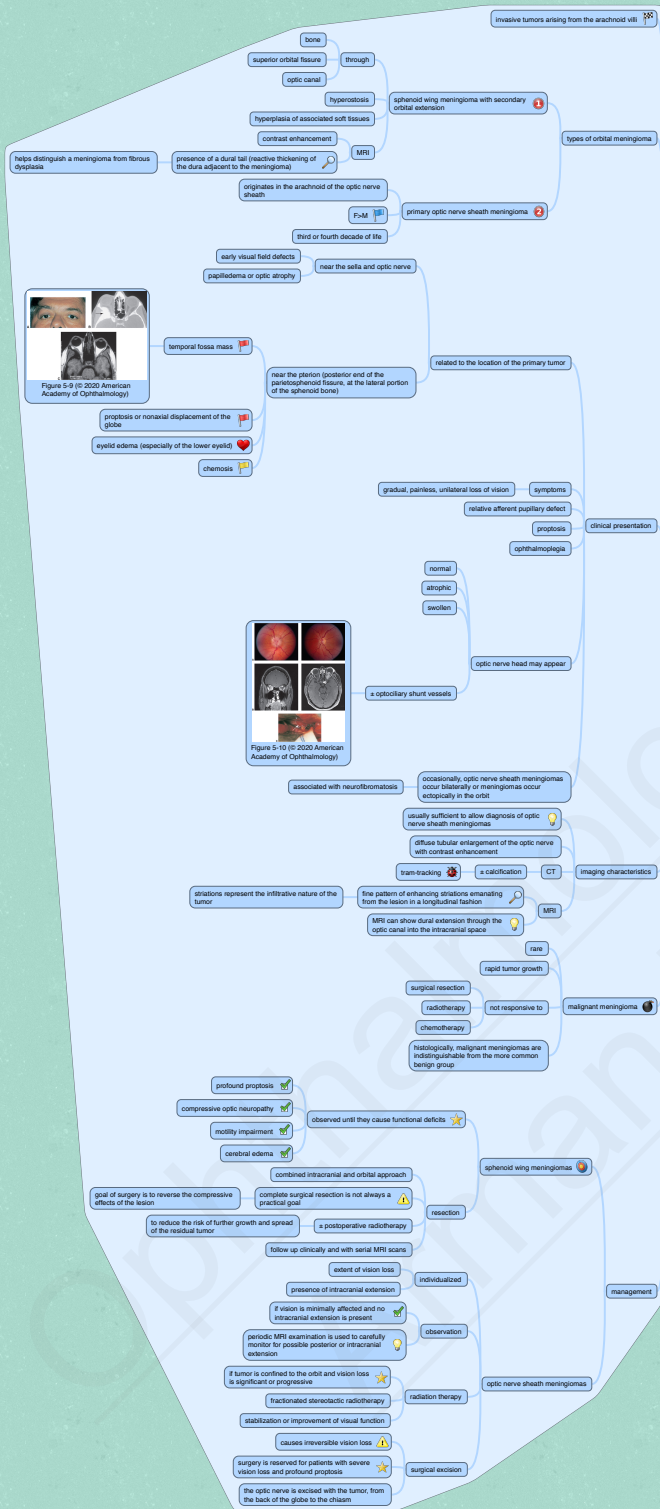 invasive tumors arising from the arachnoid villi
bone
superior orbital fissure
optic canal
through
hyperostosis
hyperplasia of associated soft tissues
sphenoid wing meningioma with secondary
orbital extension
1
contrast enhancement
MRI
presence of a dural tail (reactive thickening of
the dura adjacent to the meningioma)
helps distinguish a meningioma from fibrous
dysplasia
types of orbital meningioma
originates in the arachnoid of the optic nerve
sheath
F>M
third or fourth decade of life
primary optic nerve sheath meningioma
2
early visual field defects
papilledema or optic atrophy
near the sella and optic nerve
Figure 5-9 (© 2020 American
Academy of Ophthalmology)
temporal fossa mass
near the pterion (posterior end of the
parietosphenoid fissure, at the lateral portion
of the sphenoid bone)
related to the location of the primary tumor
proptosis or nonaxial displacement of the
globe
eyelid edema (especially of the lower eyelid)
chemosis
gradual, painless, unilateral loss of vision
symptoms
relative afferent pupillary defect
proptosis
ophthalmoplegia
clinical presentation
normal
atrophic
swollen
optic nerve head may appear
± optociliary shunt vessels
Figure 5-10 (© 2020 American
Academy of Ophthalmology)
associated with neurofibromatosis
occasionally, optic nerve sheath meningiomas
occur bilaterally or meningiomas occur
ectopically in the orbit
usually sufficient to allow diagnosis of optic
nerve sheath meningiomas
diffuse tubular enlargement of the optic nerve
with contrast enhancement
tram-tracking
± calcification
CT
imaging characteristics
striations represent the infiltrative nature of the
tumor
fine pattern of enhancing striations emanating
from the lesion in a longitudinal fashion
MRI
MRI can show dural extension through the
optic canal into the intracranial space
rare
rapid tumor growth
surgical resection
radiotherapy
chemotherapy
not responsive to
malignant meningioma
histologically, malignant meningiomas are
indistinguishable from the more common
benign group
profound proptosis
compressive optic neuropathy
motility impairment
cerebral edema
observed until they cause functional deficits
sphenoid wing meningiomas
combined intracranial and orbital approach
goal of surgery is to reverse the compressive
effects of the lesion
complete surgical resection is not always a
practical goal
resection
to reduce the risk of further growth and spread
of the residual tumor
± postoperative radiotherapy
follow up clinically and with serial MRI scans
extent of vision loss
presence of intracranial extension
individualized
management
if vision is minimally affected and no
intracranial extension is present
observation
periodic MRI examination is used to carefully
monitor for possible posterior or intracranial
extension
if tumor is confined to the orbit and vision loss
is significant or progressive
fractionated stereotactic radiotherapy
stabilization or improvement of visual function
radiation therapy
optic nerve sheath meningiomas
causes irreversible vision loss
surgery is reserved for patients with severe
vision loss and profound proptosis
the optic nerve is excised with the tumor, from
the back of the globe to the chiasm
surgical excision